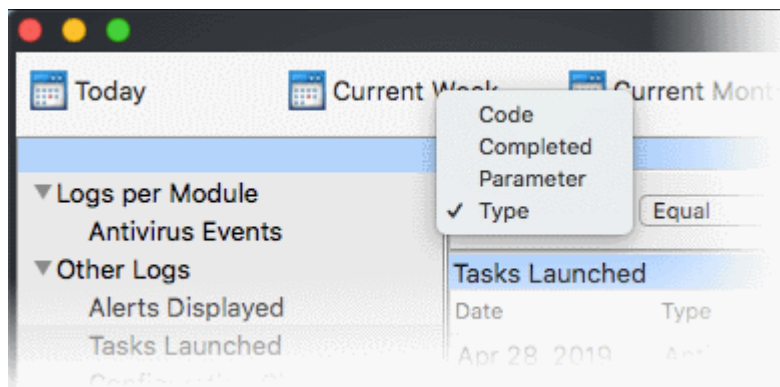 Today Current Week Current Mont
Code
Completed
Parameter
✓ Type
Equal
Logs per Module
Antivirus Events
Other Logs
Alerts Displayed
Tasks Launched
Tasks Launched
Date Type
Apr 28 2019